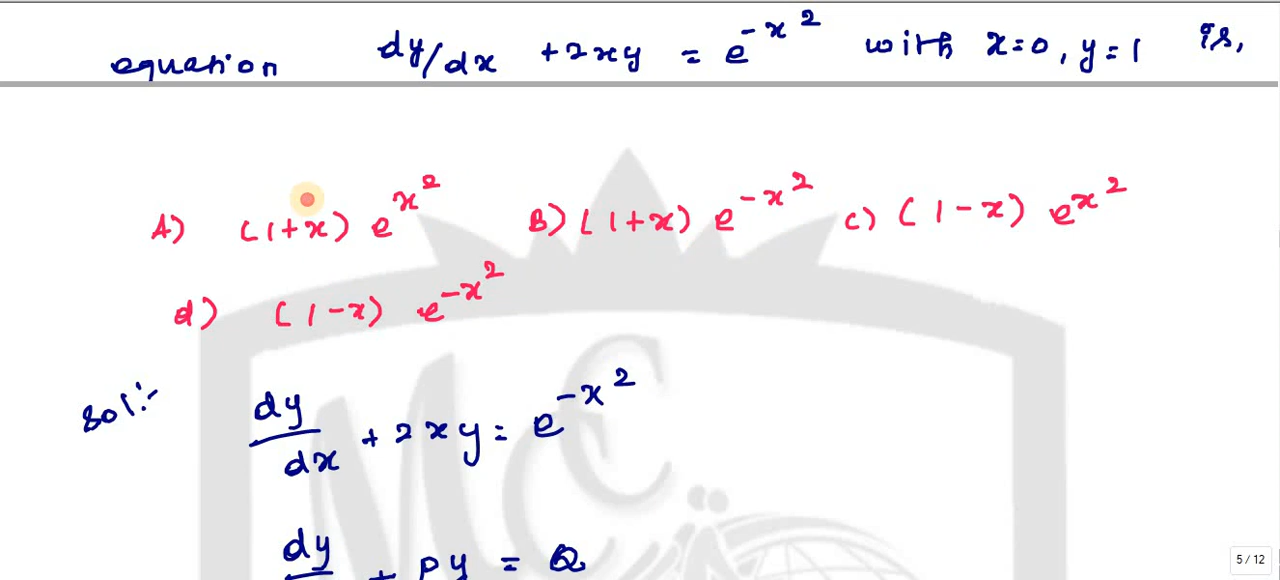 equation dy/dx + 2xy = e^{-x^2} with x=0, y=1 is,
A) (1+x) e^{x^2} B) (1+x) e^{-x^2} c) (1-x) e^{x^2}
d) (1-x) e^{-x^2}
Sol:- dy/dx + 2xy = e^{-x^2}
dy + py = Q
5 / 12